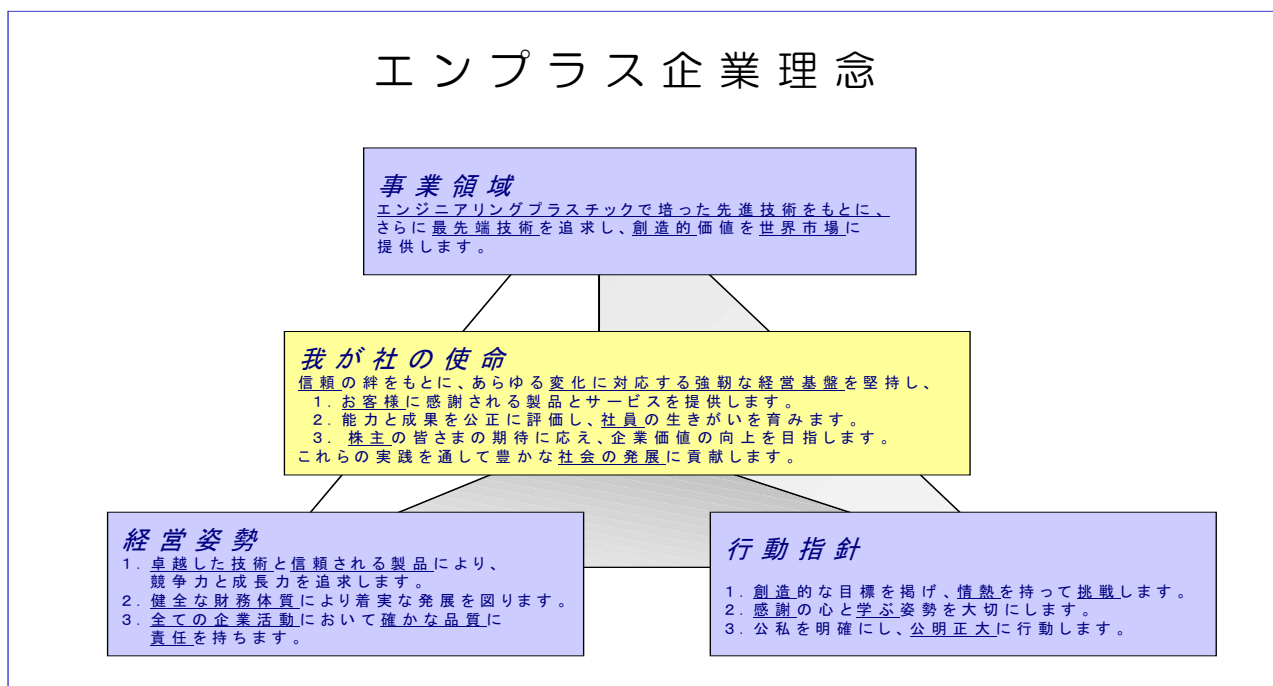 エンプラス企業理念
事業領域
エンジニアリングプラスチックで培った先進技術をもとに、
さらに最先端技術を追求し、創造的価値を世界市場に
提供します。
我が社の使命
信頼の絆をもとに、あらゆる変化に対応する強靭な経営基盤を堅持し、
1. お客様に感謝される製品とサービスを提供します。
2. 能力と成果を公正に評価し、社員の生きがいを育みます。
3. 株主の皆さまの期待に応え、企業価値の向上を目指します。
これらの実践を通して豊かな社会の発展に貢献します。
経営姿勢
1. 卓越した技術と信頼される製品により、
競争力と成長力を追求します。
2. 健全な財務体質により着実な発展を図ります。
3. 全ての企業活動において確かな品質に
責任を持ちます。
行動指針
1. 創造的な目標を掲げ、情熱を持って挑戦します。
2. 感謝の心と学ぶ姿勢を大切にします。
3. 公私を明確にし、公明正大に行動します。